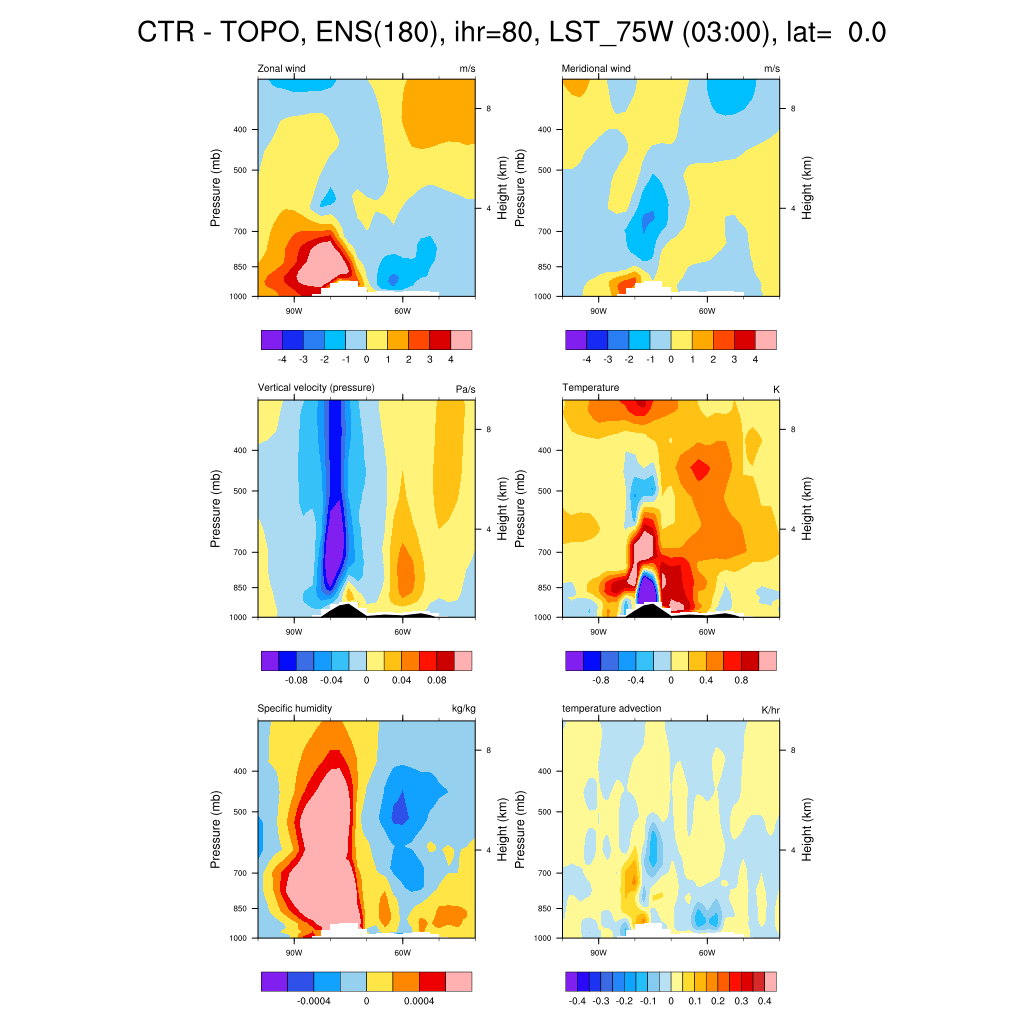 CTR - TOPO, ENS(180), ihr=80, LST_75W (03:00), lat= 0.0
Zonal wind m/s
Pressure (mb)
400
500
700
850
1000
8
4
Height (km)
90W 60W
-4 -3 -2 -1 0 1 2 3 4
Meridional wind m/s
Pressure (mb)
400
500
700
850
1000
8
4
Height (km)
90W 60W
-4 -3 -2 -1 0 1 2 3 4
Vertical velocity (pressure) Pa/s
Pressure (mb)
400
500
700
850
1000
8
4
Height (km)
90W 60W
-0.08 -0.04 0 0.04 0.08
Temperature K
Pressure (mb)
400
500
700
850
1000
8
4
Height (km)
90W 60W
-0.8 -0.4 0 0.4 0.8
Specific humidity kg/kg
Pressure (mb)
400
500
700
850
1000
8
4
Height (km)
90W 60W
-0.0004 0 0.0004
temperature advection K/hr
Pressure (mb)
400
500
700
850
1000
8
4
Height (km)
90W 60W
-0.4 -0.3 -0.2 -0.1 0 0.1 0.2 0.3 0.4